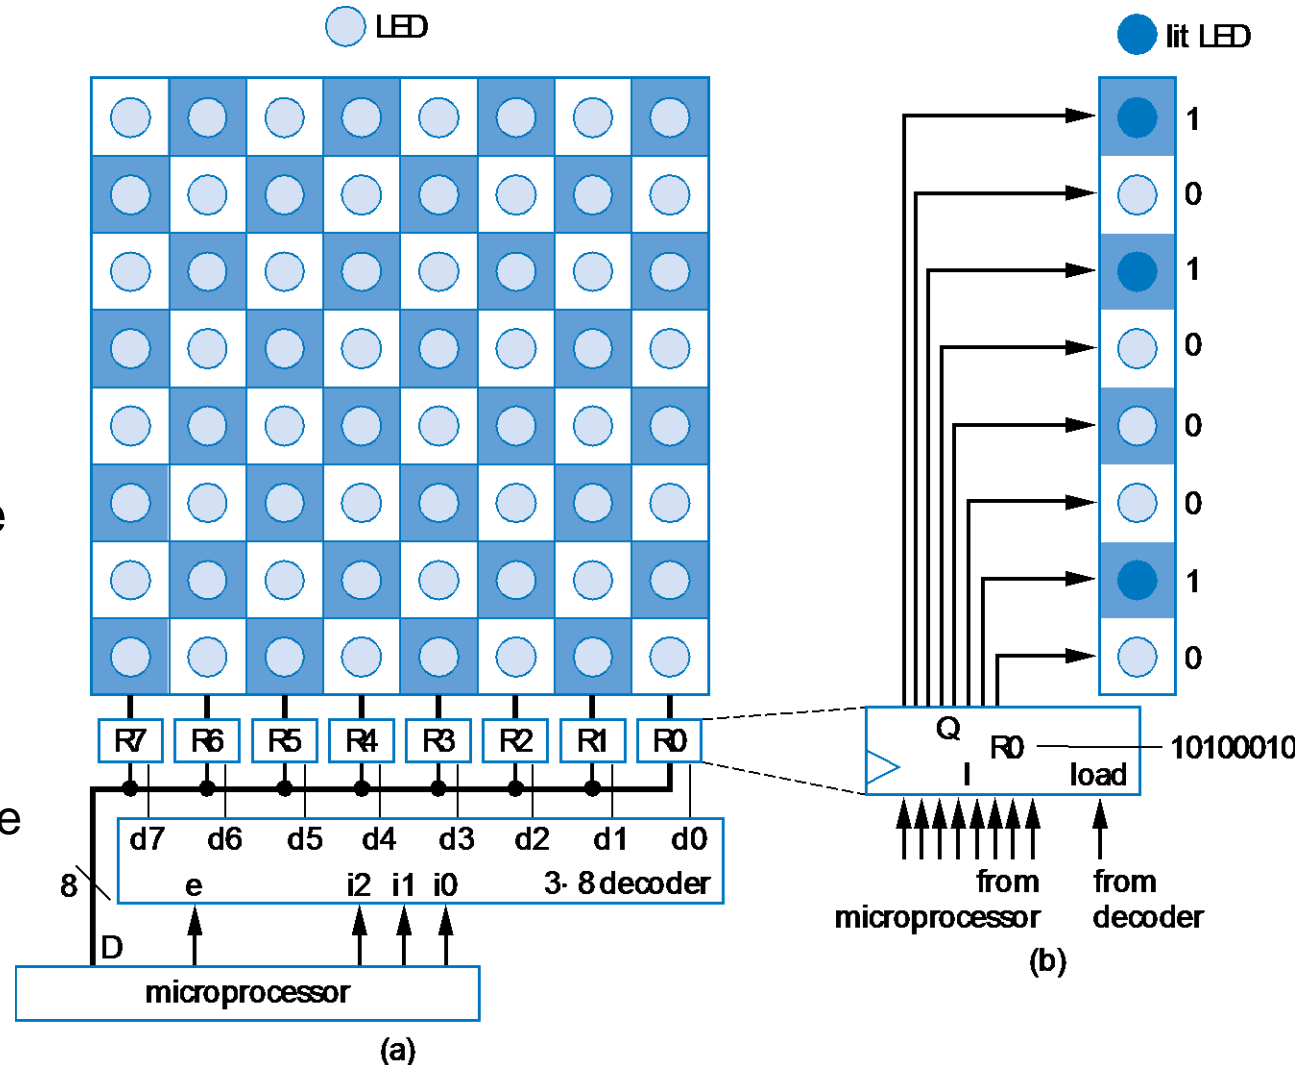 LED
lit LED
1
0
1
0
0
0
1
0
e
R7 R6 R5 R4 R3 R2 R1 R0
Q
R0
10100010
I
load
e
d7 d6 d5 d4 d3 d2 d1 d0
8
e
i2 i1 i0
3- 8 decoder
from
microprocessor
from
decoder
D
microprocessor
(b)
(a)